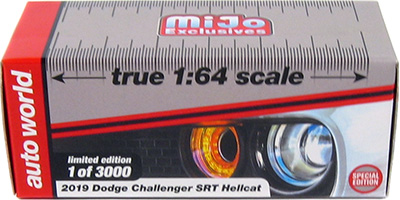 MiJo
Exclusives
true 1:64 scale
auto world
limited edition
1 of 3000
2019 Dodge Challenger SRT Hellcat
SPECIAL
EDITION